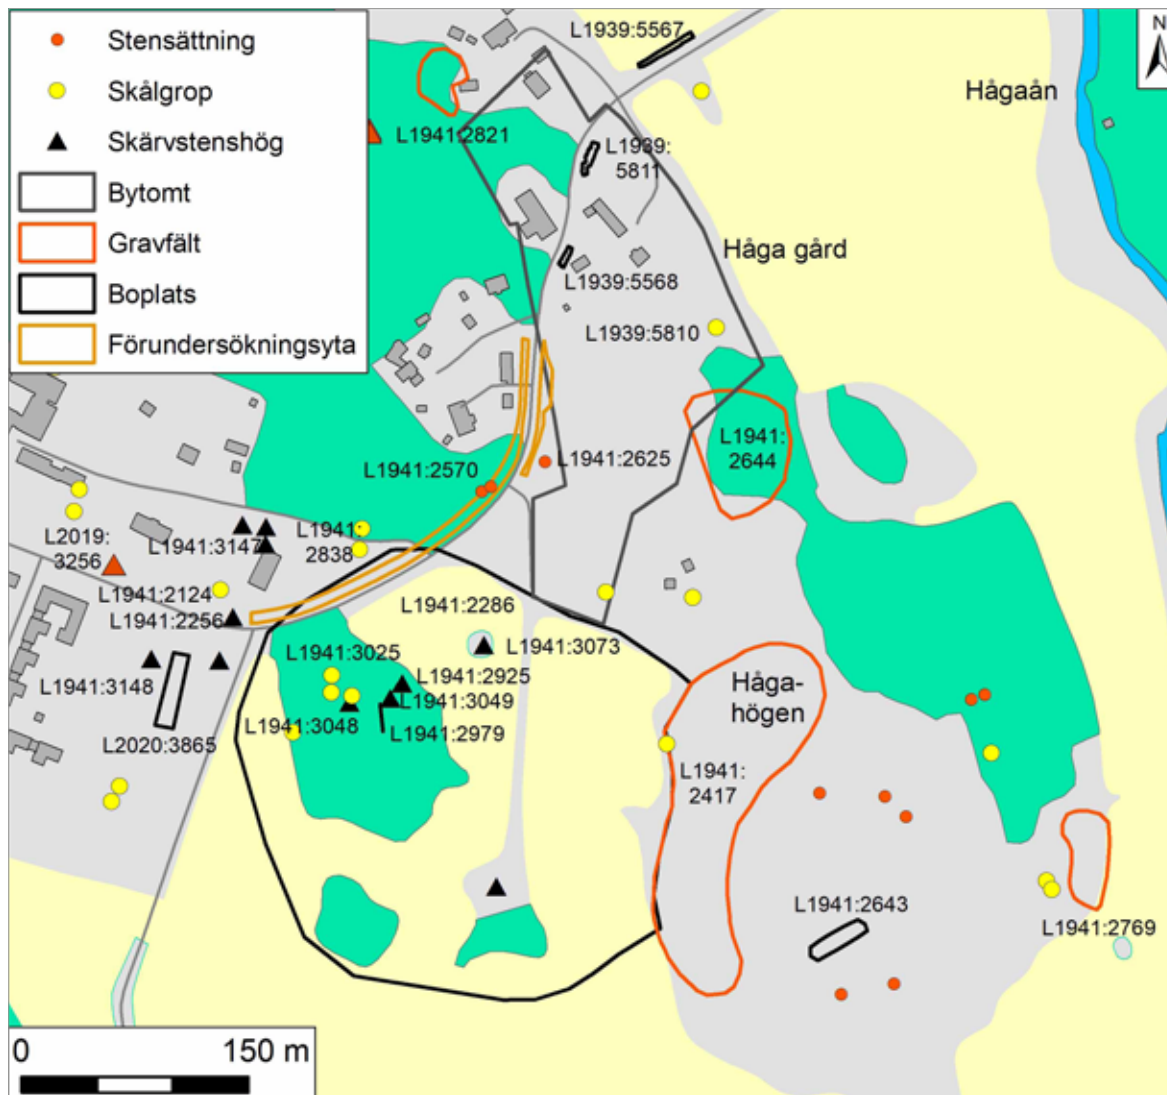 Stensättning
Skålgrop
Skärvstenshög
Bytomt
Gravfält
Boplats
Förundersökningsyta
L1939:5567
N
Hågaån
L1941:2821
L1939:
5811
Håga gård
L1939:5568
L1939:5810
L1941:
2644
L1941:2570
L1941:2625
L2019:
3256
L1941:3147
L1941:
2838
L1941:2124
L1941:2256
L1941:2286
L1941:3073
L1941:3025
L1941:2925
L1941:3049
L1941:3148
L1941:3048
L1941:2979
L2020:3865
Håga-
högen
L1941:
2417
L1941:2643
L1941:2769
0 150 m